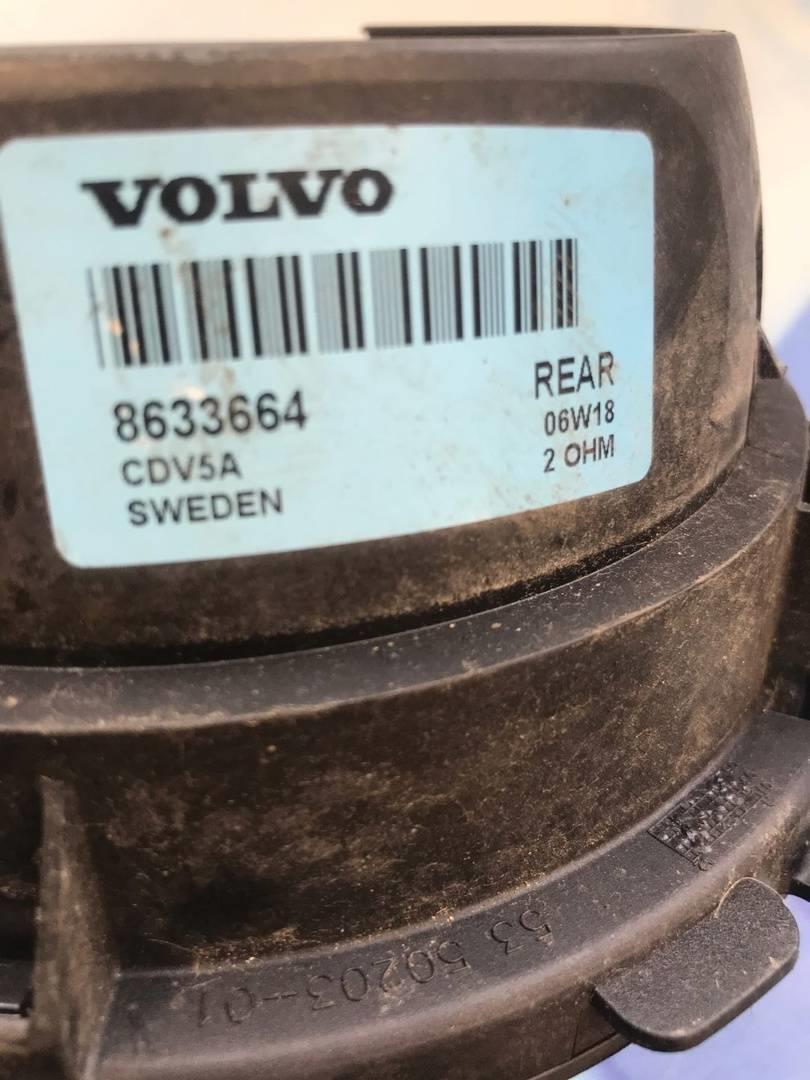 VOLVO
8633664
CDV5A
SWEDEN
REAR
06W18
2 OHM
53 50203-01